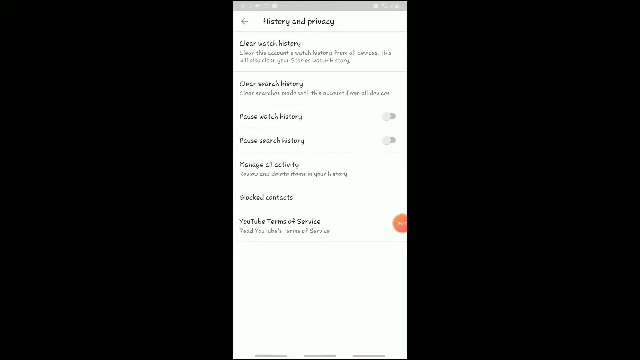 History and privacy
Clear watch history
Clear this account's watch history from all devices. This
will also clear your Stories watch history.
Clear search history
Clear searches made with this account from all devices
Pause watch history
Pause search history
Manage all activity
Review and delete items in your history
Blocked contacts
YouTube Terms of Service
Read YouTube's Terms of Service